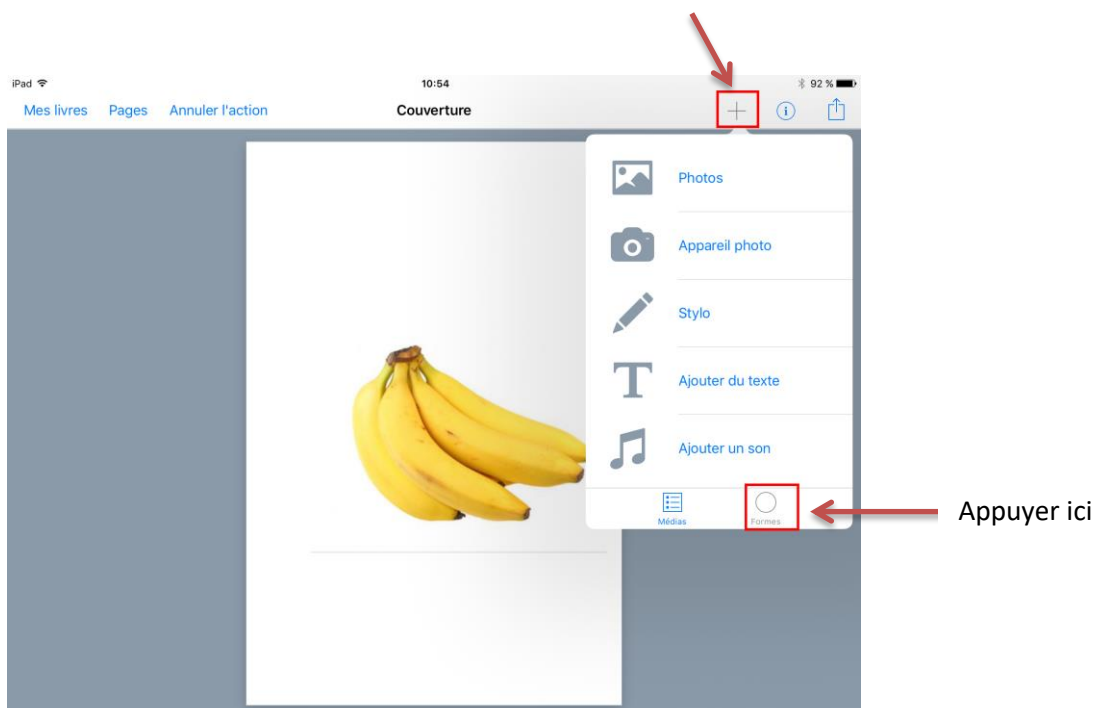 iPad 10:54 92 %
Mes livres Pages Annuler l'action Couverture
Photos
Appareil photo
Stylo
Ajouter du texte
Ajouter un son
Médias Formes
Appuyer ici